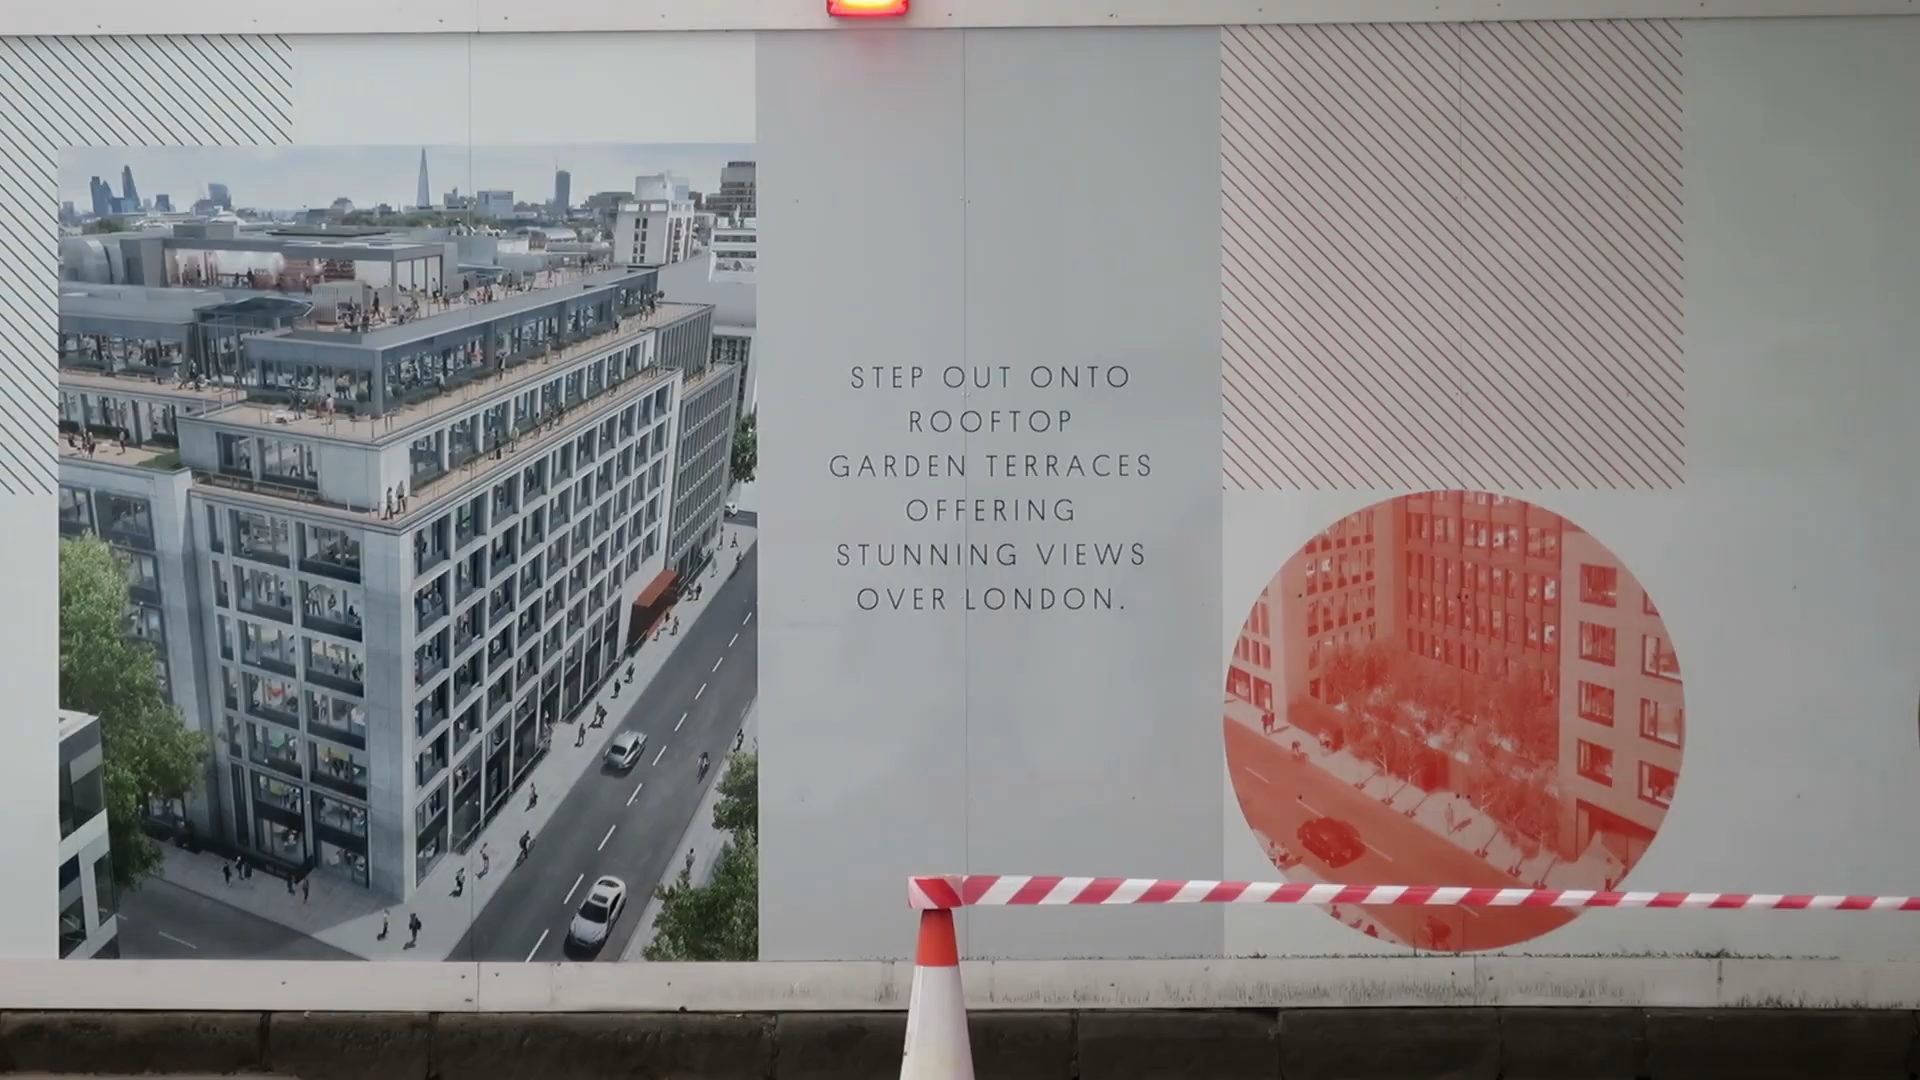 STEP OUT ONTO
ROOFTOP
GARDEN TERRACES
OFFERING
STUNNING VIEWS
OVER LONDON.